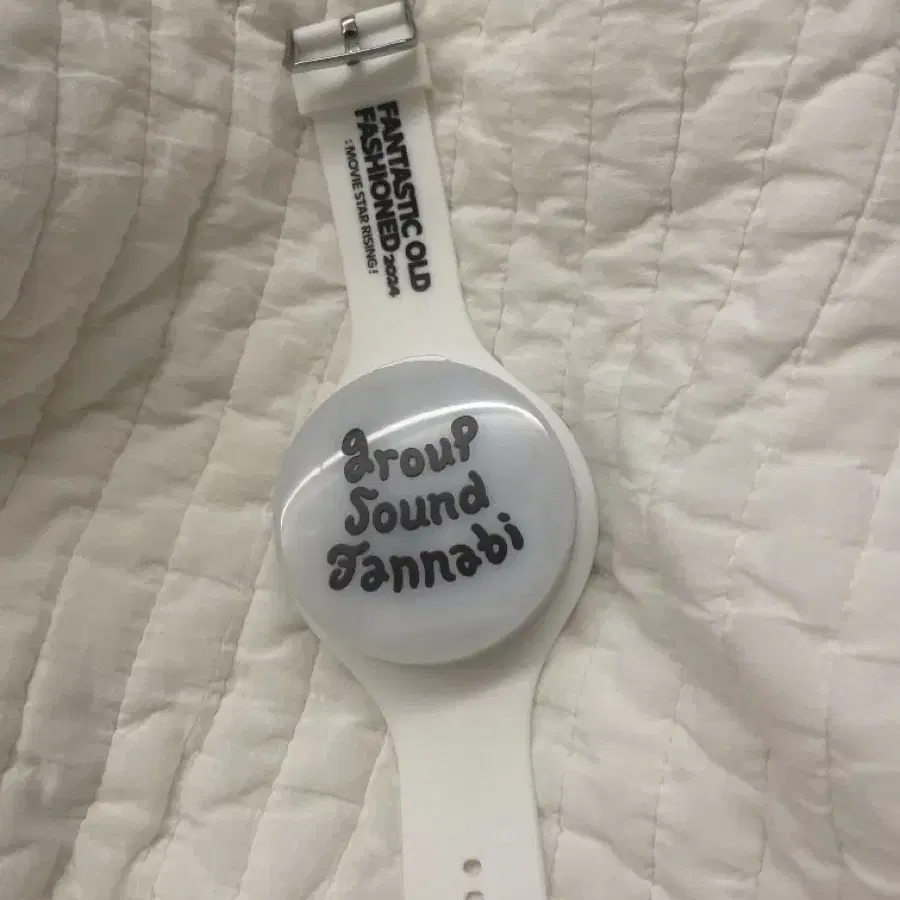 FANTASTIC OLD
FASHIONED 2024
: MOVIE STAR RISING!
group
Sound
Jannabi